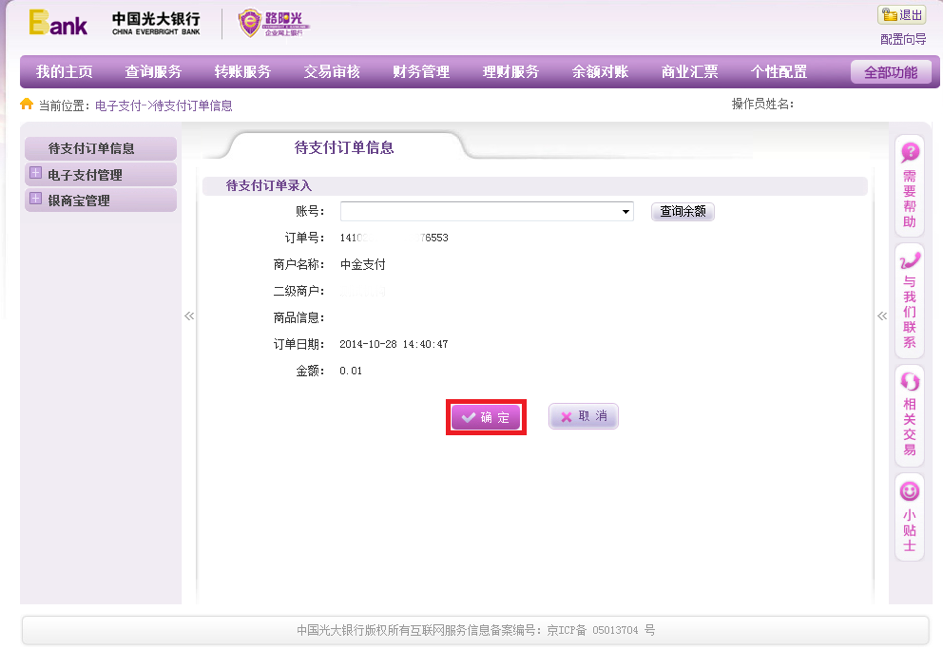 Bank
中国光大银行
CHINA EVERBRIGHT BANK
路阳光
企业网上银行
退出
配置向导
我的主页 查询服务 转账服务 交易审核 财务管理 理财服务 余额对账 商业汇票 个性配置 全部功能
当前位置: 电子支付->待支付订单信息
操作员姓名:
待支付订单信息
电子支付管理
银商宝管理
待支付订单信息
待支付订单录入
账号: 查询余额
订单号: 1410 76553
商户名称: 中金支付
二级商户:
商品信息:
订单日期: 2014-10-28 14:40:47
金额: 0.01
确 定
取 消
需要帮助
与我们联系
相关交易
小贴士
中国光大银行版权所有互联网服务信息备案编号: 京ICP备 05013704 号